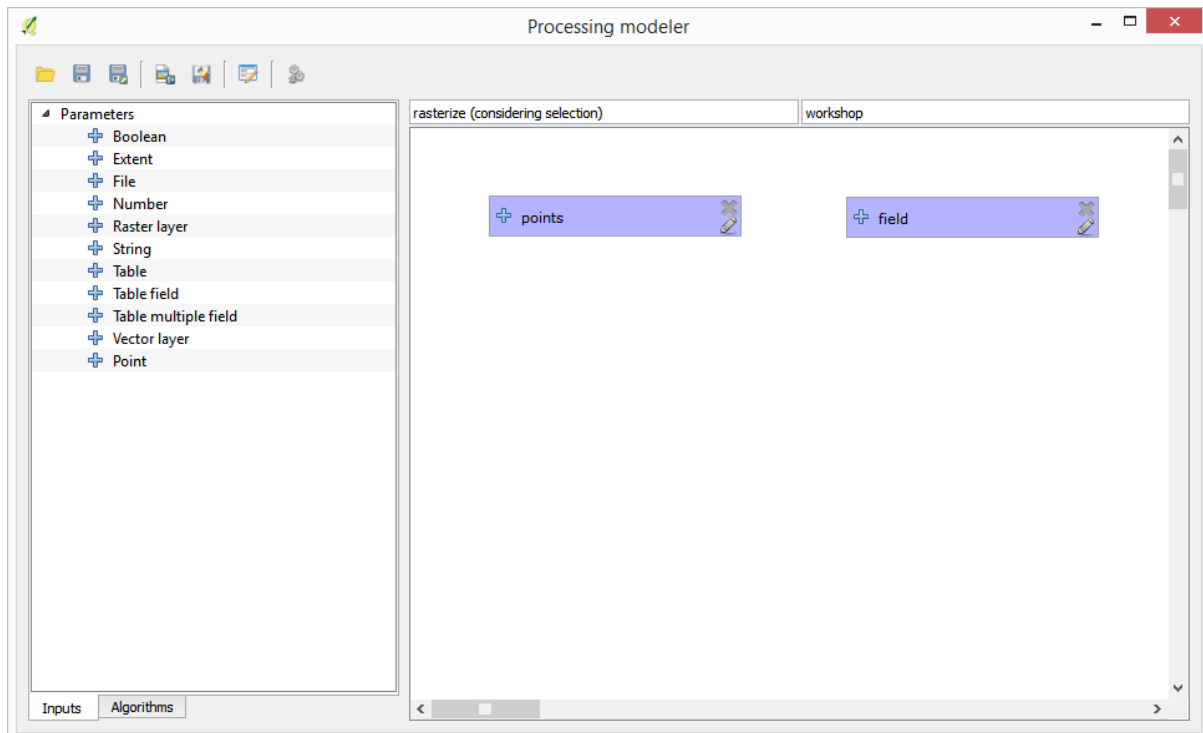 Processing modeler
Parameters
Boolean
Extent
File
Number
Raster layer
String
Table
Table field
Table multiple field
Vector layer
Point
Inputs
Algorithms
rasterize (considering selection)
workshop
points
field